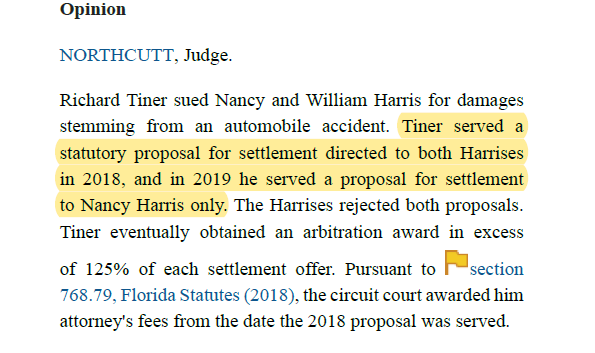 Opinion
NORTHCUTT, Judge.
Richard Tiner sued Nancy and William Harris for damages
stemming from an automobile accident. Tiner served a
statutory proposal for settlement directed to both Harrises
in 2018, and in 2019 he served a proposal for settlement
to Nancy Harris only. The Harrises rejected both proposals.
Tiner eventually obtained an arbitration award in excess
of 125% of each settlement offer. Pursuant to section
768.79, Florida Statutes (2018), the circuit court awarded him
attorney's fees from the date the 2018 proposal was served.